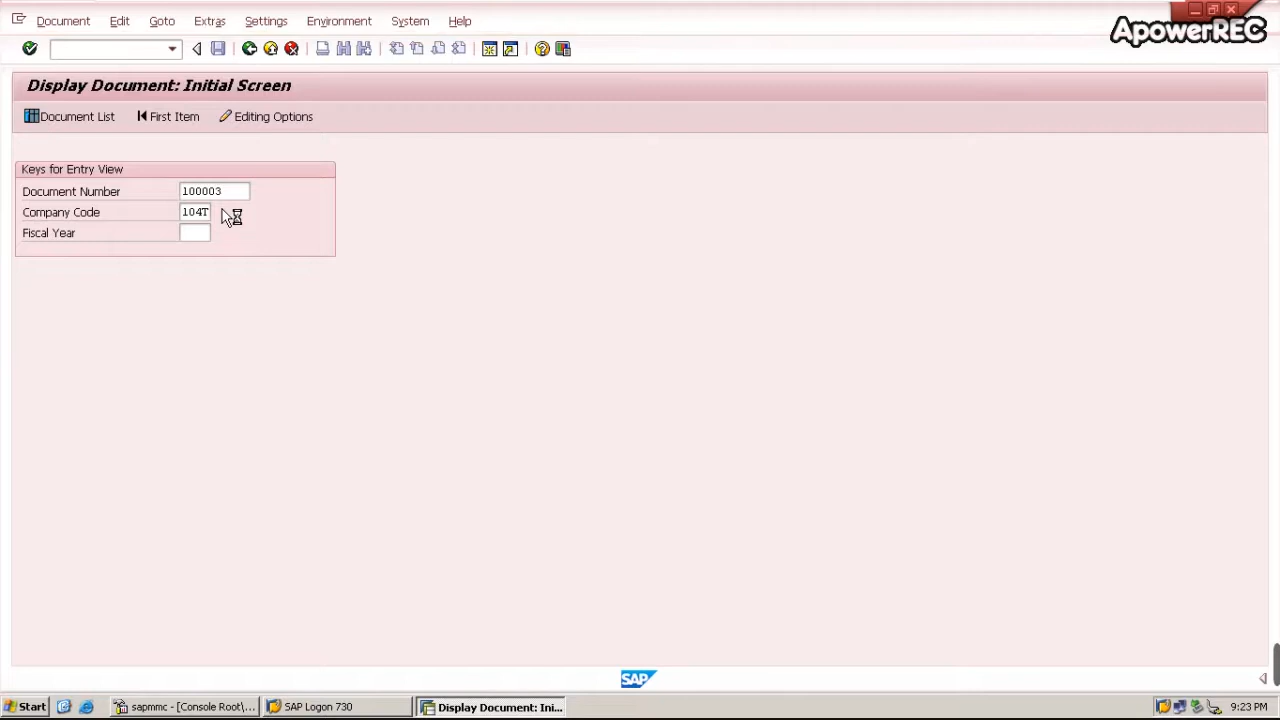 Document Edit Goto Extras Settings Environment System Help
ApowerREC
Display Document: Initial Screen
Document List First Item Editing Options
Keys for Entry View
Document Number 100003
Company Code 104T
Fiscal Year
SAP
Start sapmmc - [Console Root\... SAP Logon 730 Display Document: Ini... 9:23 PM